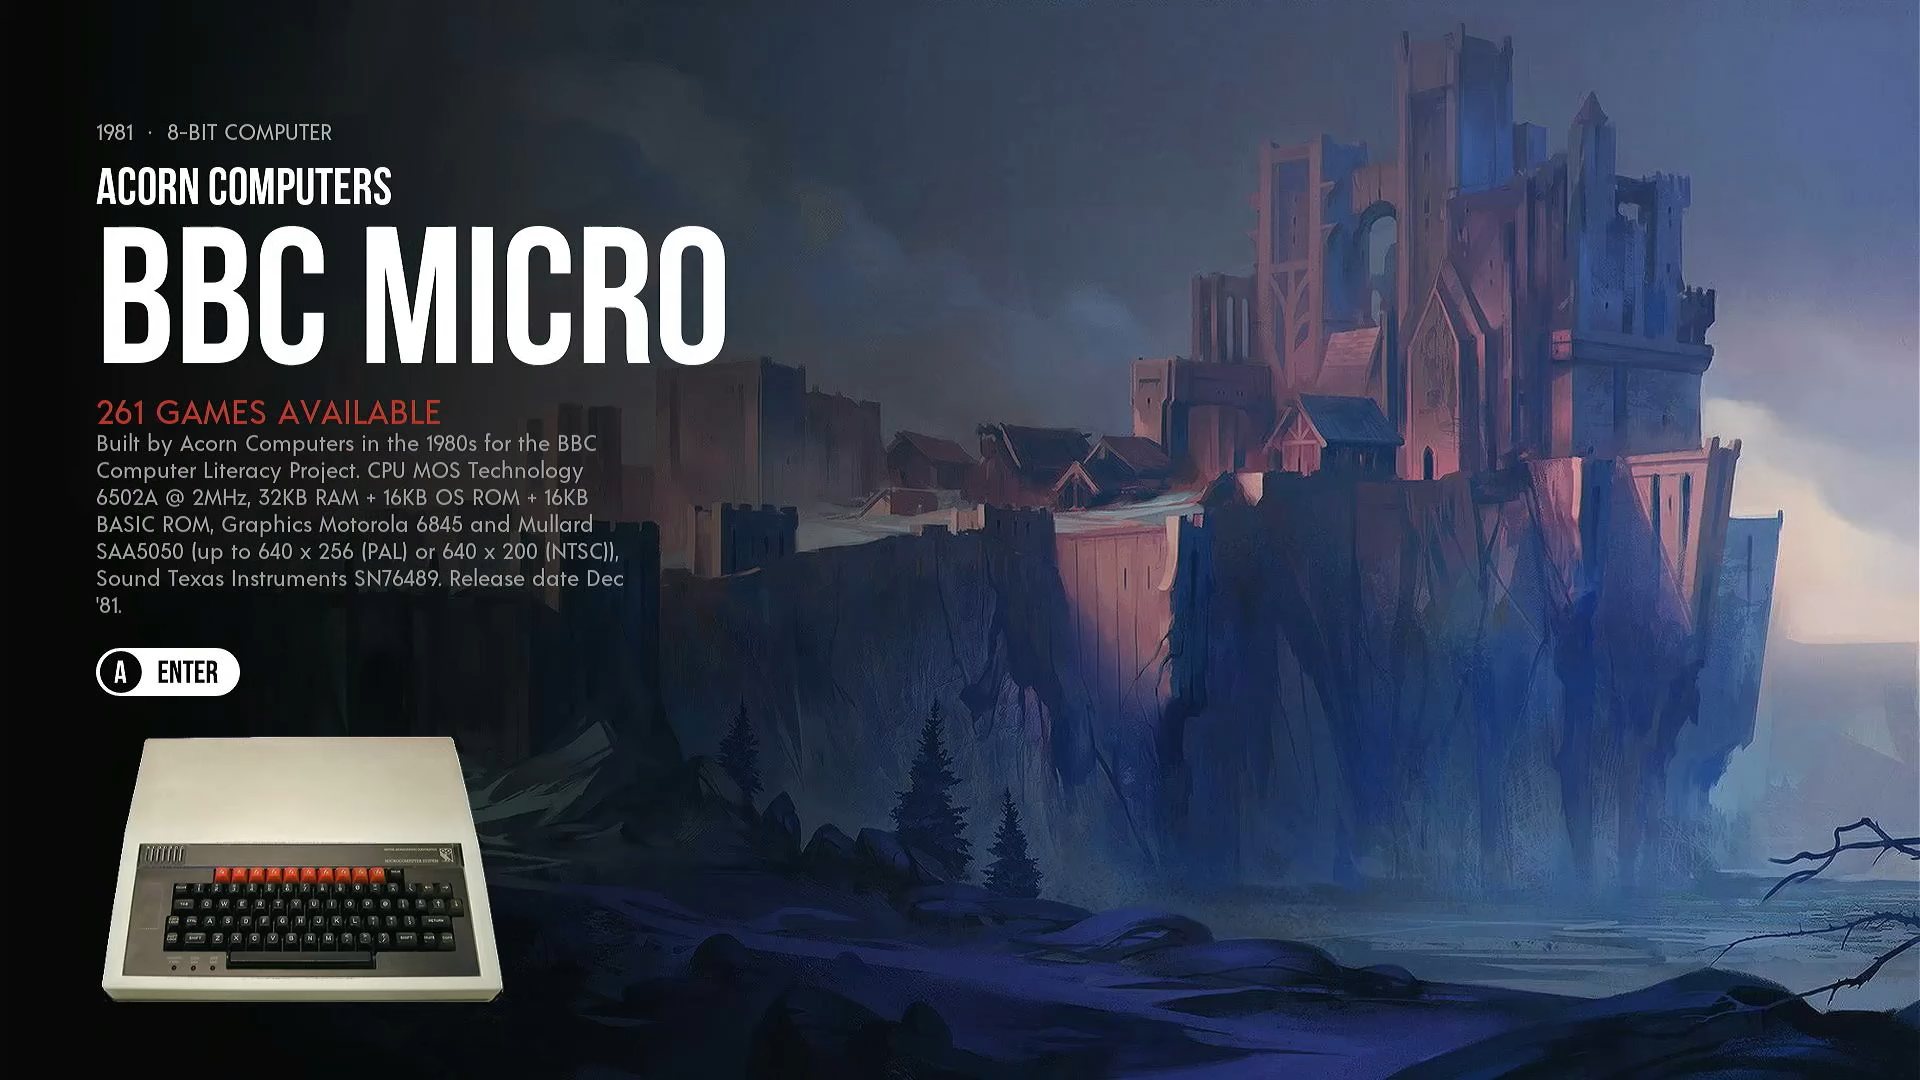 1981 · 8-BIT COMPUTER
ACORN COMPUTERS
BBC MICRO
261 GAMES AVAILABLE
Built by Acorn Computers in the 1980s for the BBC
Computer Literacy Project. CPU MOS Technology
6502A @ 2MHz, 32KB RAM + 16KB OS ROM + 16KB
BASIC ROM, Graphics Motorola 6845 and Mullard
SAA5050 (up to 640 x 256 (PAL) or 640 x 200 (NTSC)),
Sound Texas Instruments SN76489. Release date Dec
'81.
A ENTER